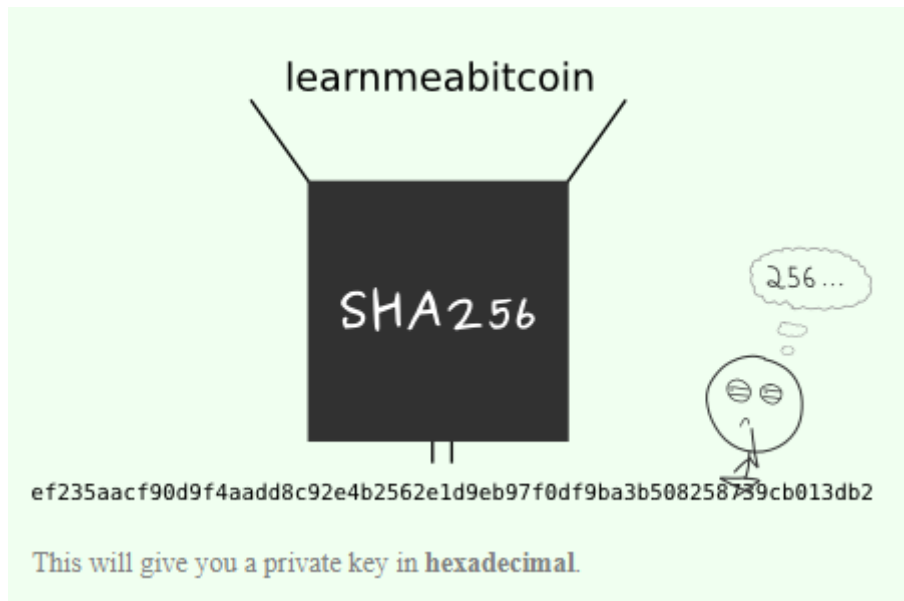 learnmeabitcoin
SHA256
256...
ef235aacf90d9f4aadd8c92e4b2562e1d9eb97f0df9ba3b508258739cb013db2
This will give you a private key in hexadecimal.